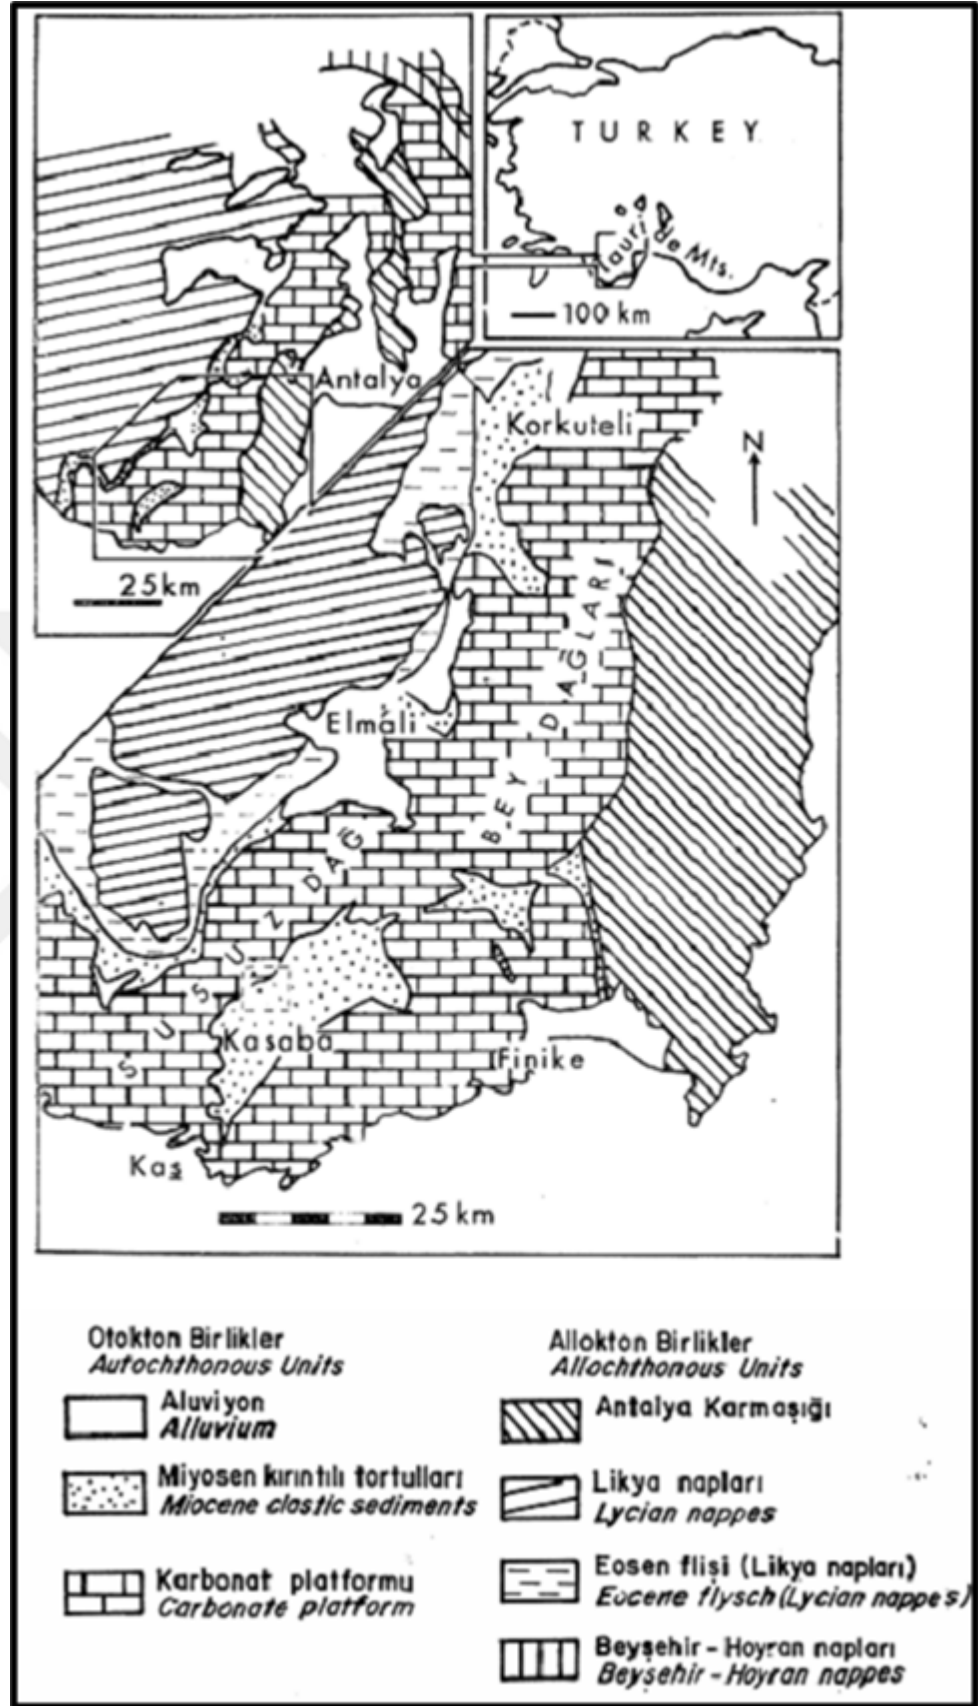 TURKEY
Tauride Mts.
100 km
Antalya
25 km
Korkuteli
N
BEY DAĞLARI
Elmali
SUSUZ DAĞ
Kasaba
Finike
Kaş
25 km
Otokton Birlikler
Autochthonous Units
Aluviyon
Alluvium
Miyosen kırıntılı tortulları
Miocene clastic sediments
Karbonat platformu
Carbonate platform
Allokton Birlikler
Allochthonous Units
Antalya Karmaşığı
Likya napları
Lycian nappes
Eosen flişi (Likya napları)
Eocene flysch (Lycian nappes)
Beyşehir - Hoyran napları
Beyşehir - Hoyran nappes